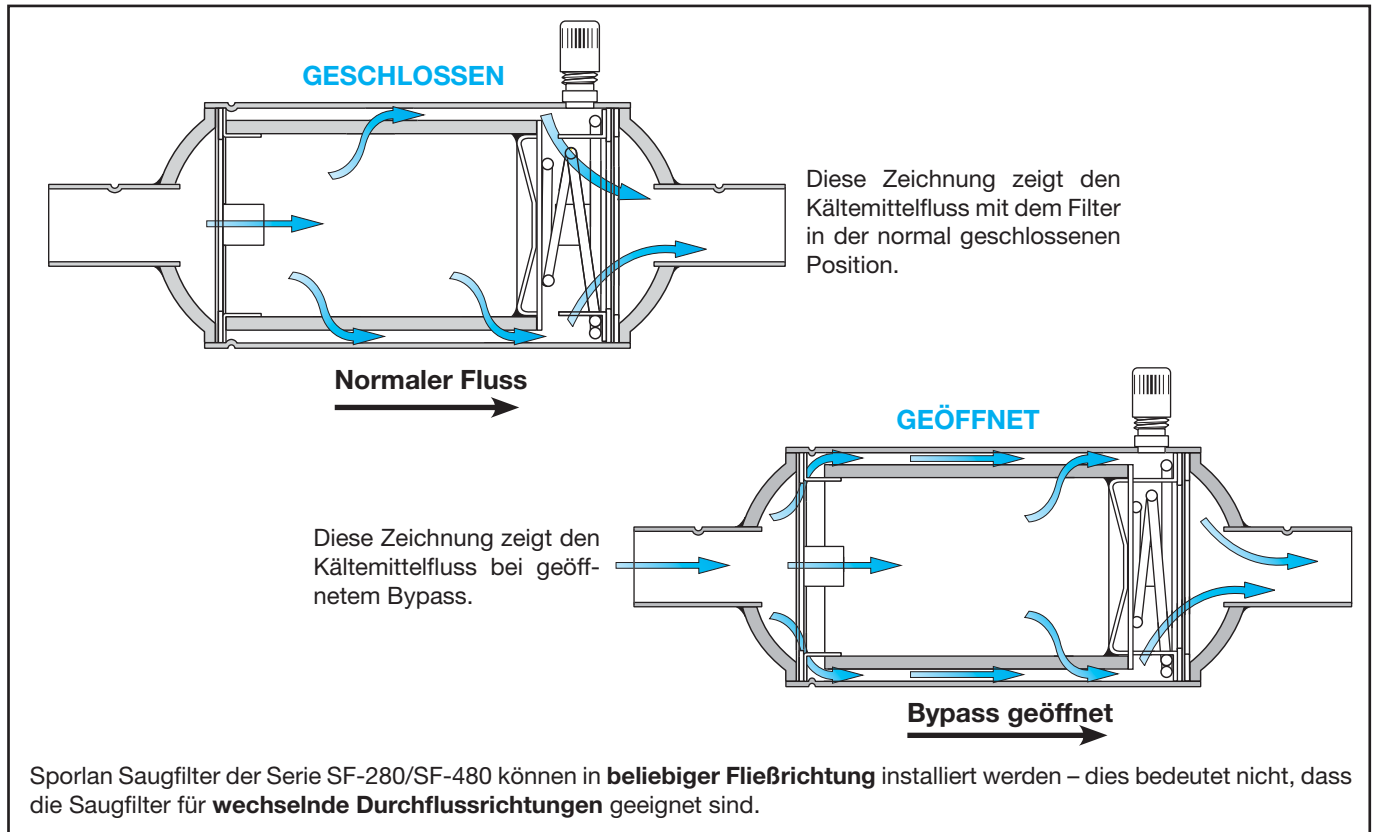 GESCHLOSSEN
Diese Zeichnung zeigt den
Kältemittelfluss mit dem Filter
in der normal geschlossenen
Position.
Normaler Fluss
GEÖFFNET
Diese Zeichnung zeigt den
Kältemittelfluss bei geöff-
netem Bypass.
Bypass geöffnet
Sporlan Saugfilter der Serie SF-280/SF-480 können in beliebiger Fließrichtung installiert werden – dies bedeutet nicht, dass
die Saugfilter für wechselnde Durchflussrichtungen geeignet sind.